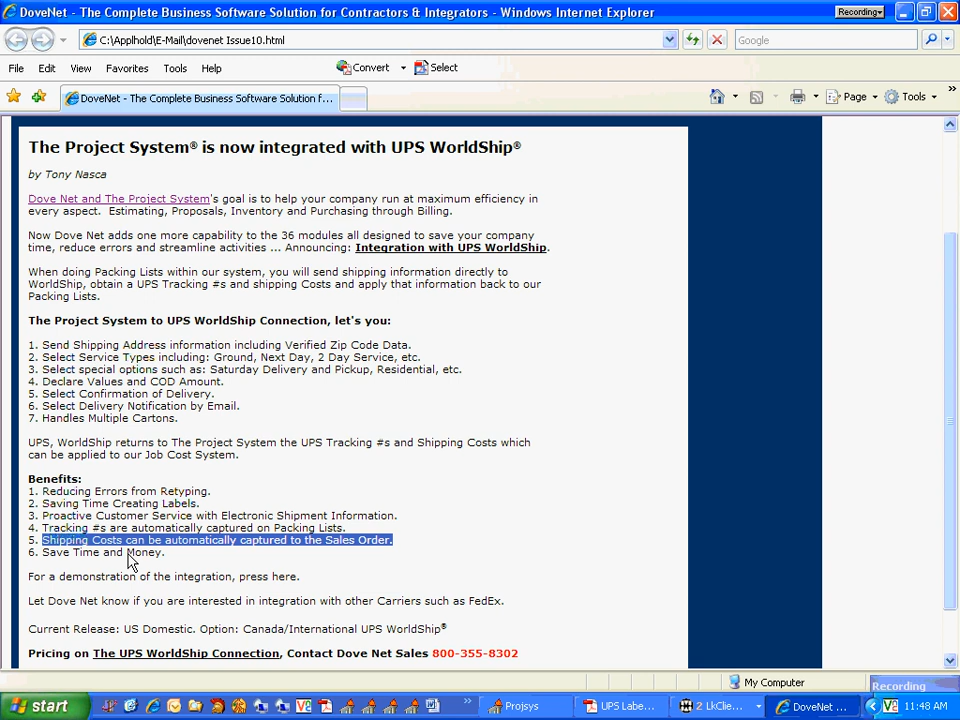 DoveNet - The Complete Business Software Solution for Contractors & Integrators - Windows Internet Explorer
Recording
C:\Applhold\E-Mail\dovenet Issue10.html
Google
File Edit View Favorites Tools Help
Convert
Select
DoveNet - The Complete Business Software Solution f...
Page
Tools
The Project System® is now integrated with UPS WorldShip®
by Tony Nasca
Dove Net and The Project System's goal is to help your company run at maximum efficiency in
every aspect. Estimating, Proposals, Inventory and Purchasing through Billing.
Now Dove Net adds one more capability to the 36 modules all designed to save your company
time, reduce errors and streamline activities ... Announcing: Integration with UPS WorldShip.
When doing Packing Lists within our system, you will send shipping information directly to
WorldShip, obtain a UPS Tracking #s and shipping Costs and apply that information back to our
Packing Lists.
The Project System to UPS WorldShip Connection, let's you:
1. Send Shipping Address information including Verified Zip Code Data.
2. Select Service Types including: Ground, Next Day, 2 Day Service, etc.
3. Select special options such as: Saturday Delivery and Pickup, Residential, etc.
4. Declare Values and COD Amount.
5. Select Confirmation of Delivery.
6. Select Delivery Notification by Email.
7. Handles Multiple Cartons.
UPS, WorldShip returns to The Project System the UPS Tracking #s and Shipping Costs which
can be applied to our Job Cost System.
Benefits:
1. Reducing Errors from Retyping.
2. Saving Time Creating Labels.
3. Proactive Customer Service with Electronic Shipment Information.
4. Tracking #s are automatically captured on Packing Lists.
5. Shipping Costs can be automatically captured to the Sales Order.
6. Save Time and Money.
For a demonstration of the integration, press here.
Let Dove Net know if you are interested in integration with other Carriers such as FedEx.
Current Release: US Domestic. Option: Canada/International UPS WorldShip®
Pricing on The UPS WorldShip Connection, Contact Dove Net Sales 800-355-8302
My Computer
Recording
start
Projsys
UPS Labe...
2 LkClie...
DoveNet ...
11:48 AM